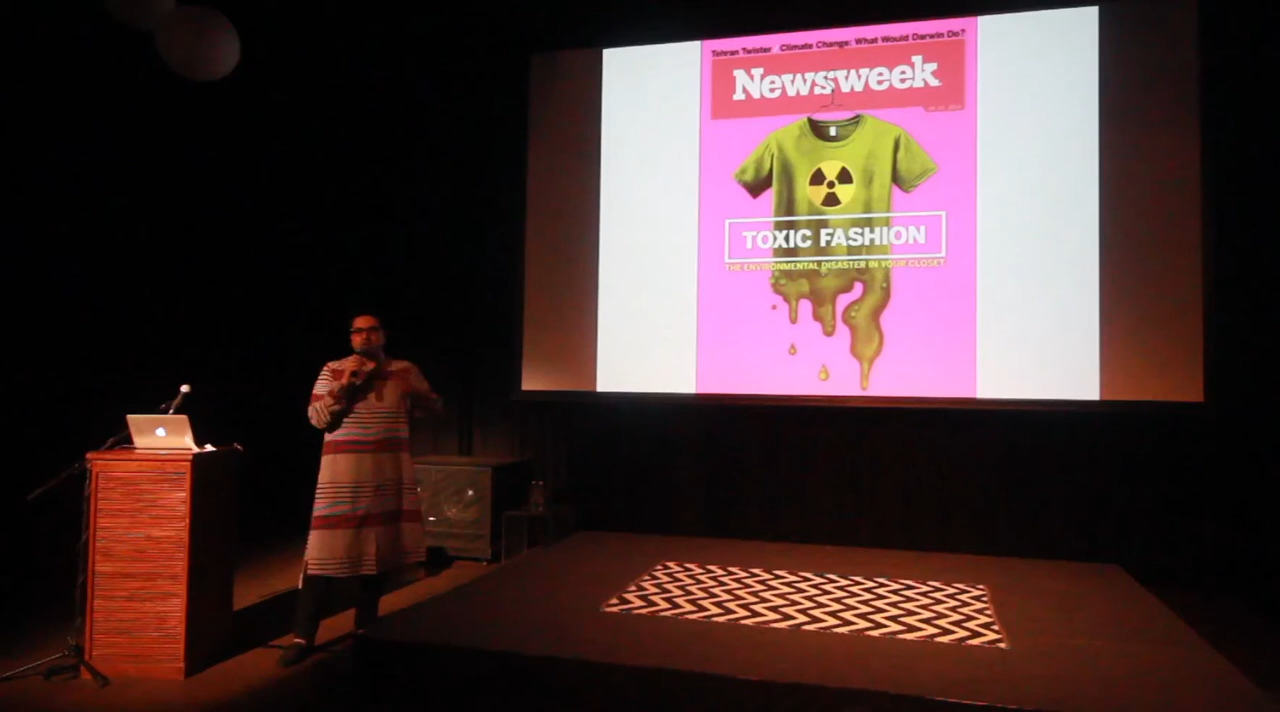 Tehran Twister Climate Change: What Would Darwin Do?
Newsweek
TOXIC FASHION
THE ENVIRONMENTAL DISASTER IN YOUR CLOSET